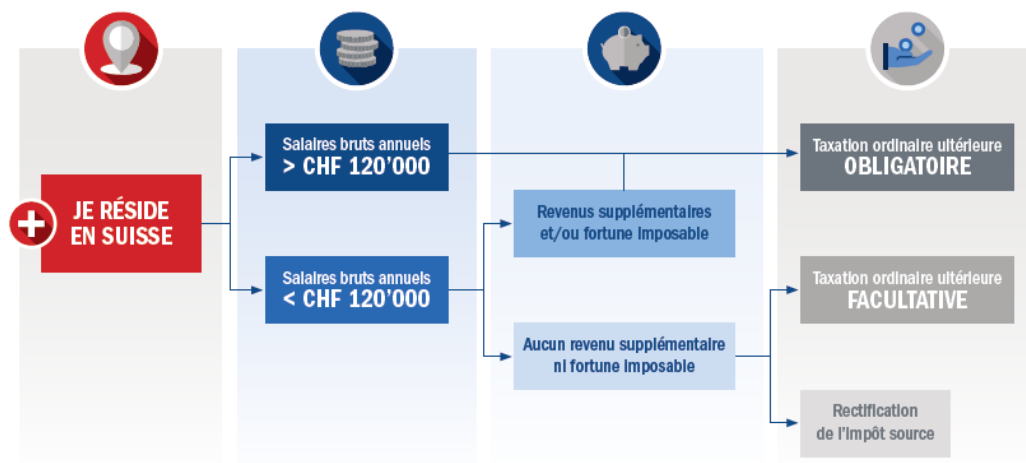 JE RÉSIDE
EN SUISSE
Salaires bruts annuels
> CHF 120'000
Salaires bruts annuels
< CHF 120'000
Revenus supplémentaires
et/ou fortune imposable
Aucun revenu supplémentaire
ni fortune imposable
Taxation ordinaire ultérieure
OBLIGATOIRE
Taxation ordinaire ultérieure
FACULTATIVE
Rectification
de l'impôt source